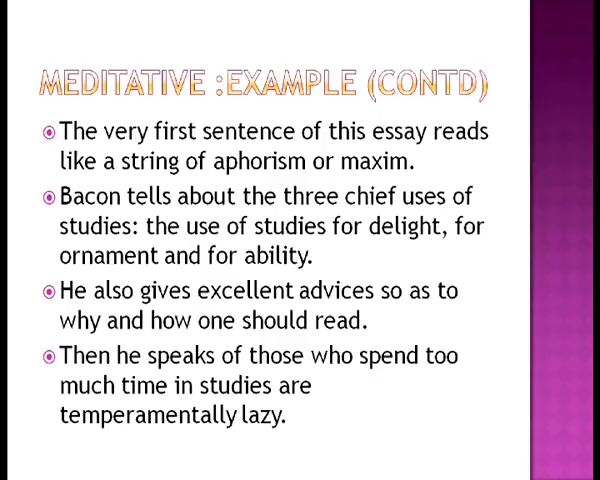 MEDITATIVE :EXAMPLE (CONTD)
The very first sentence of this essay reads
like a string of aphorism or maxim.
Bacon tells about the three chief uses of
studies: the use of studies for delight, for
ornament and for ability.
He also gives excellent advices so as to
why and how one should read.
Then he speaks of those who spend too
much time in studies are
temperamentally lazy.